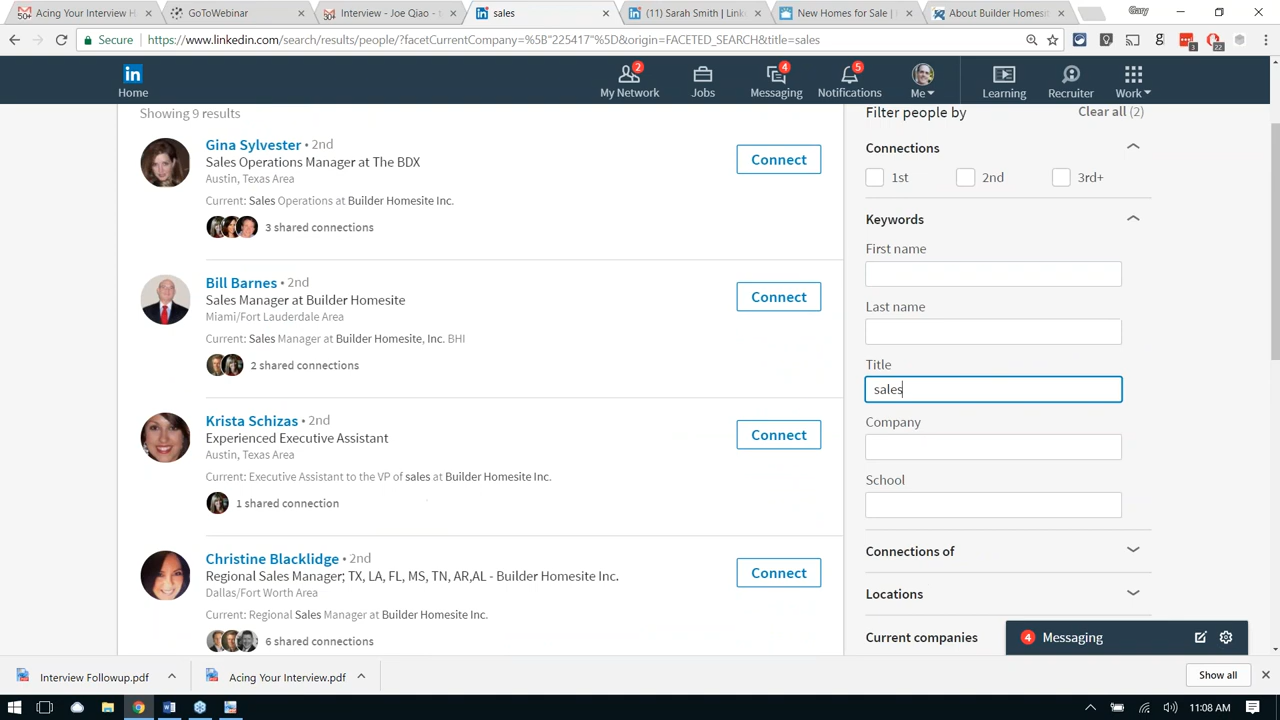 Acing Your Interview H
GoToWebinar
Interview - Joe Qiao - t
sales
(11) Sarah Smith | Link
New Homes for Sale |
About Builder Homesit
Gary
Secure
https://www.linkedin.com/search/results/people/?facetCurrentCompany=%5B"225417"%5D&origin=FACETED_SEARCH&title=sales
3
22
in
2
4
5
Home
My Network
Jobs
Messaging
Notifications
Me
Learning
Recruiter
Work
Showing 9 results
Gina Sylvester • 2nd
Sales Operations Manager at The BDX
Austin, Texas Area
Current: Sales Operations at Builder Homesite Inc.
3 shared connections
Connect
Bill Barnes • 2nd
Sales Manager at Builder Homesite
Miami/Fort Lauderdale Area
Current: Sales Manager at Builder Homesite, Inc. BHI
2 shared connections
Connect
Krista Schizas • 2nd
Experienced Executive Assistant
Austin, Texas Area
Current: Executive Assistant to the VP of sales at Builder Homesite Inc.
1 shared connection
Connect
Christine Blacklidge • 2nd
Regional Sales Manager; TX, LA, FL, MS, TN, AR,AL - Builder Homesite Inc.
Dallas/Fort Worth Area
Current: Regional Sales Manager at Builder Homesite Inc.
6 shared connections
Connect
Filter people by
Clear all (2)
Connections
1st
2nd
3rd+
Keywords
First name
Last name
Title
sales
Company
School
Connections of
Locations
Current companies
4 Messaging
Interview Followup.pdf
Acing Your Interview.pdf
Show all
11:08 AM